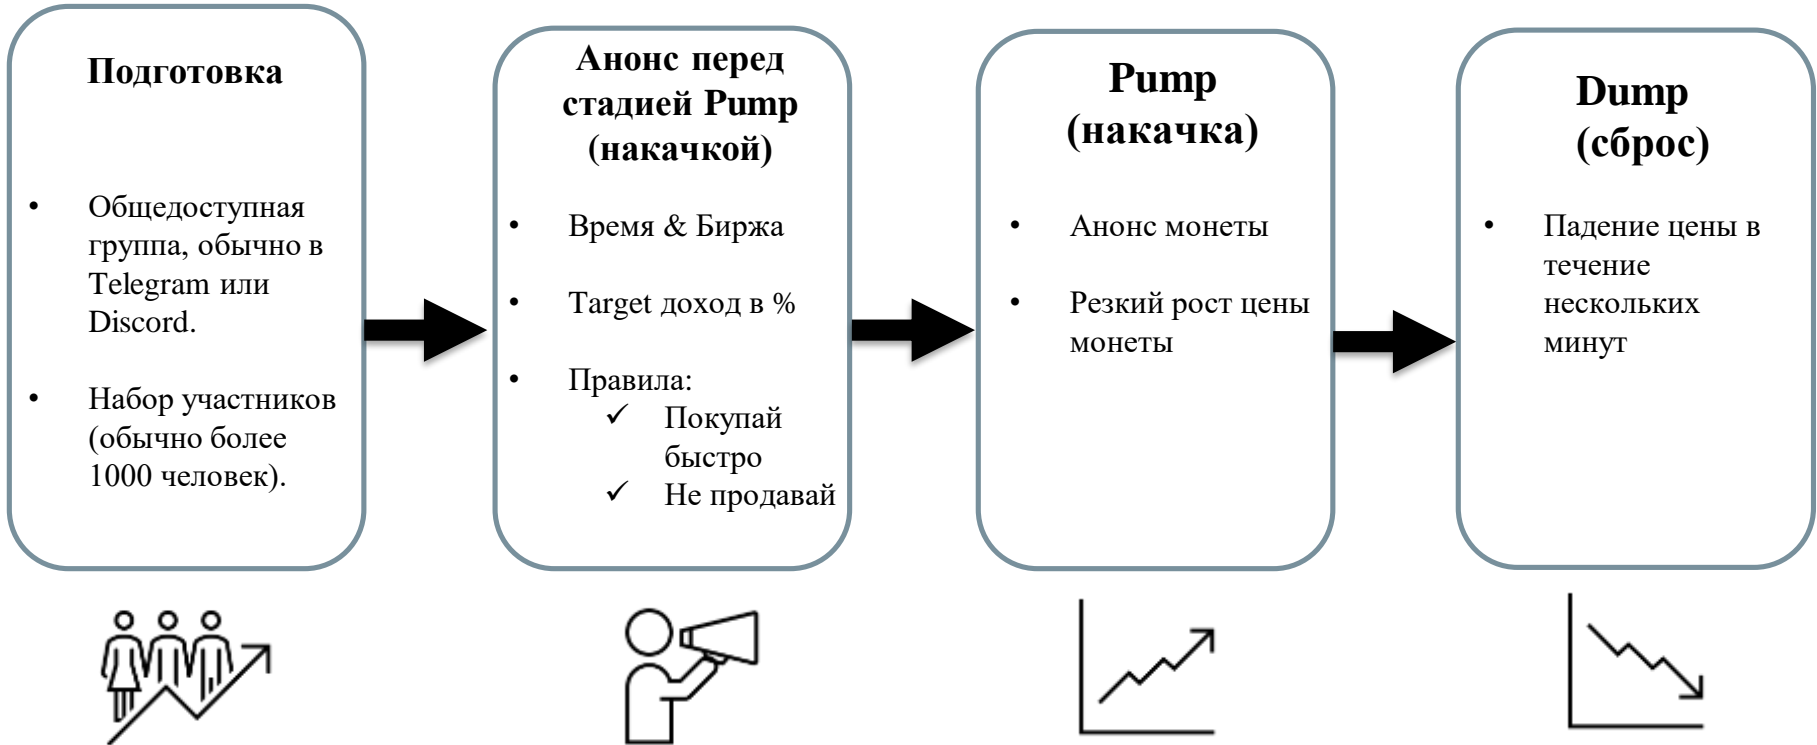 Подготовка
Общедоступная
группа, обычно в
Telegram или
Discord.
Набор участников
(обычно более
1000 человек).
Анонс перед
стадией Pump
(накачкой)
Время & Биржа
Target доход в %
Правила:
Покупай
быстро
Не продавай
Pump
(накачка)
Анонс монеты
Резкий рост цены
монеты
Dump
(сброс)
Падение цены в
течение
нескольких
минут